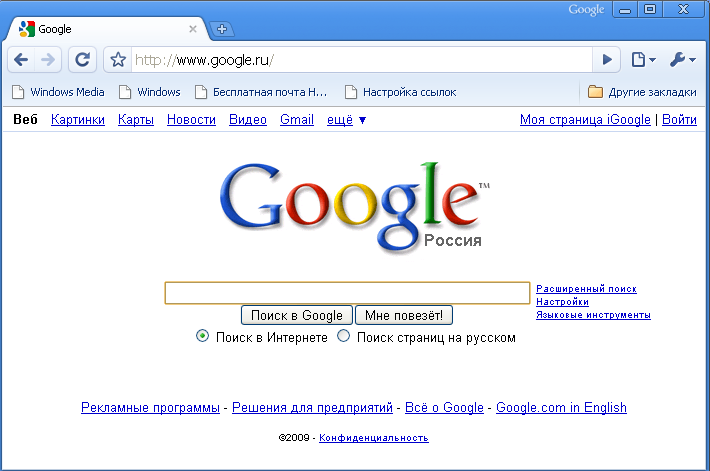 Google
Google
http://www.google.ru/
Windows Media Windows Бесплатная почта H... Настройка ссылок Другие закладки
Веб Картинки Карты Новости Видео Gmail ещё ▼ Моя страница iGoogle | Войти
Google™
Россия
Расширенный поиск
Настройки
Языковые инструменты
Поиск в Google Мне повезёт!
Поиск в Интернете Поиск страниц на русском
Рекламные программы - Решения для предприятий - Всё о Google - Google.com in English
©2009 - Конфиденциальность